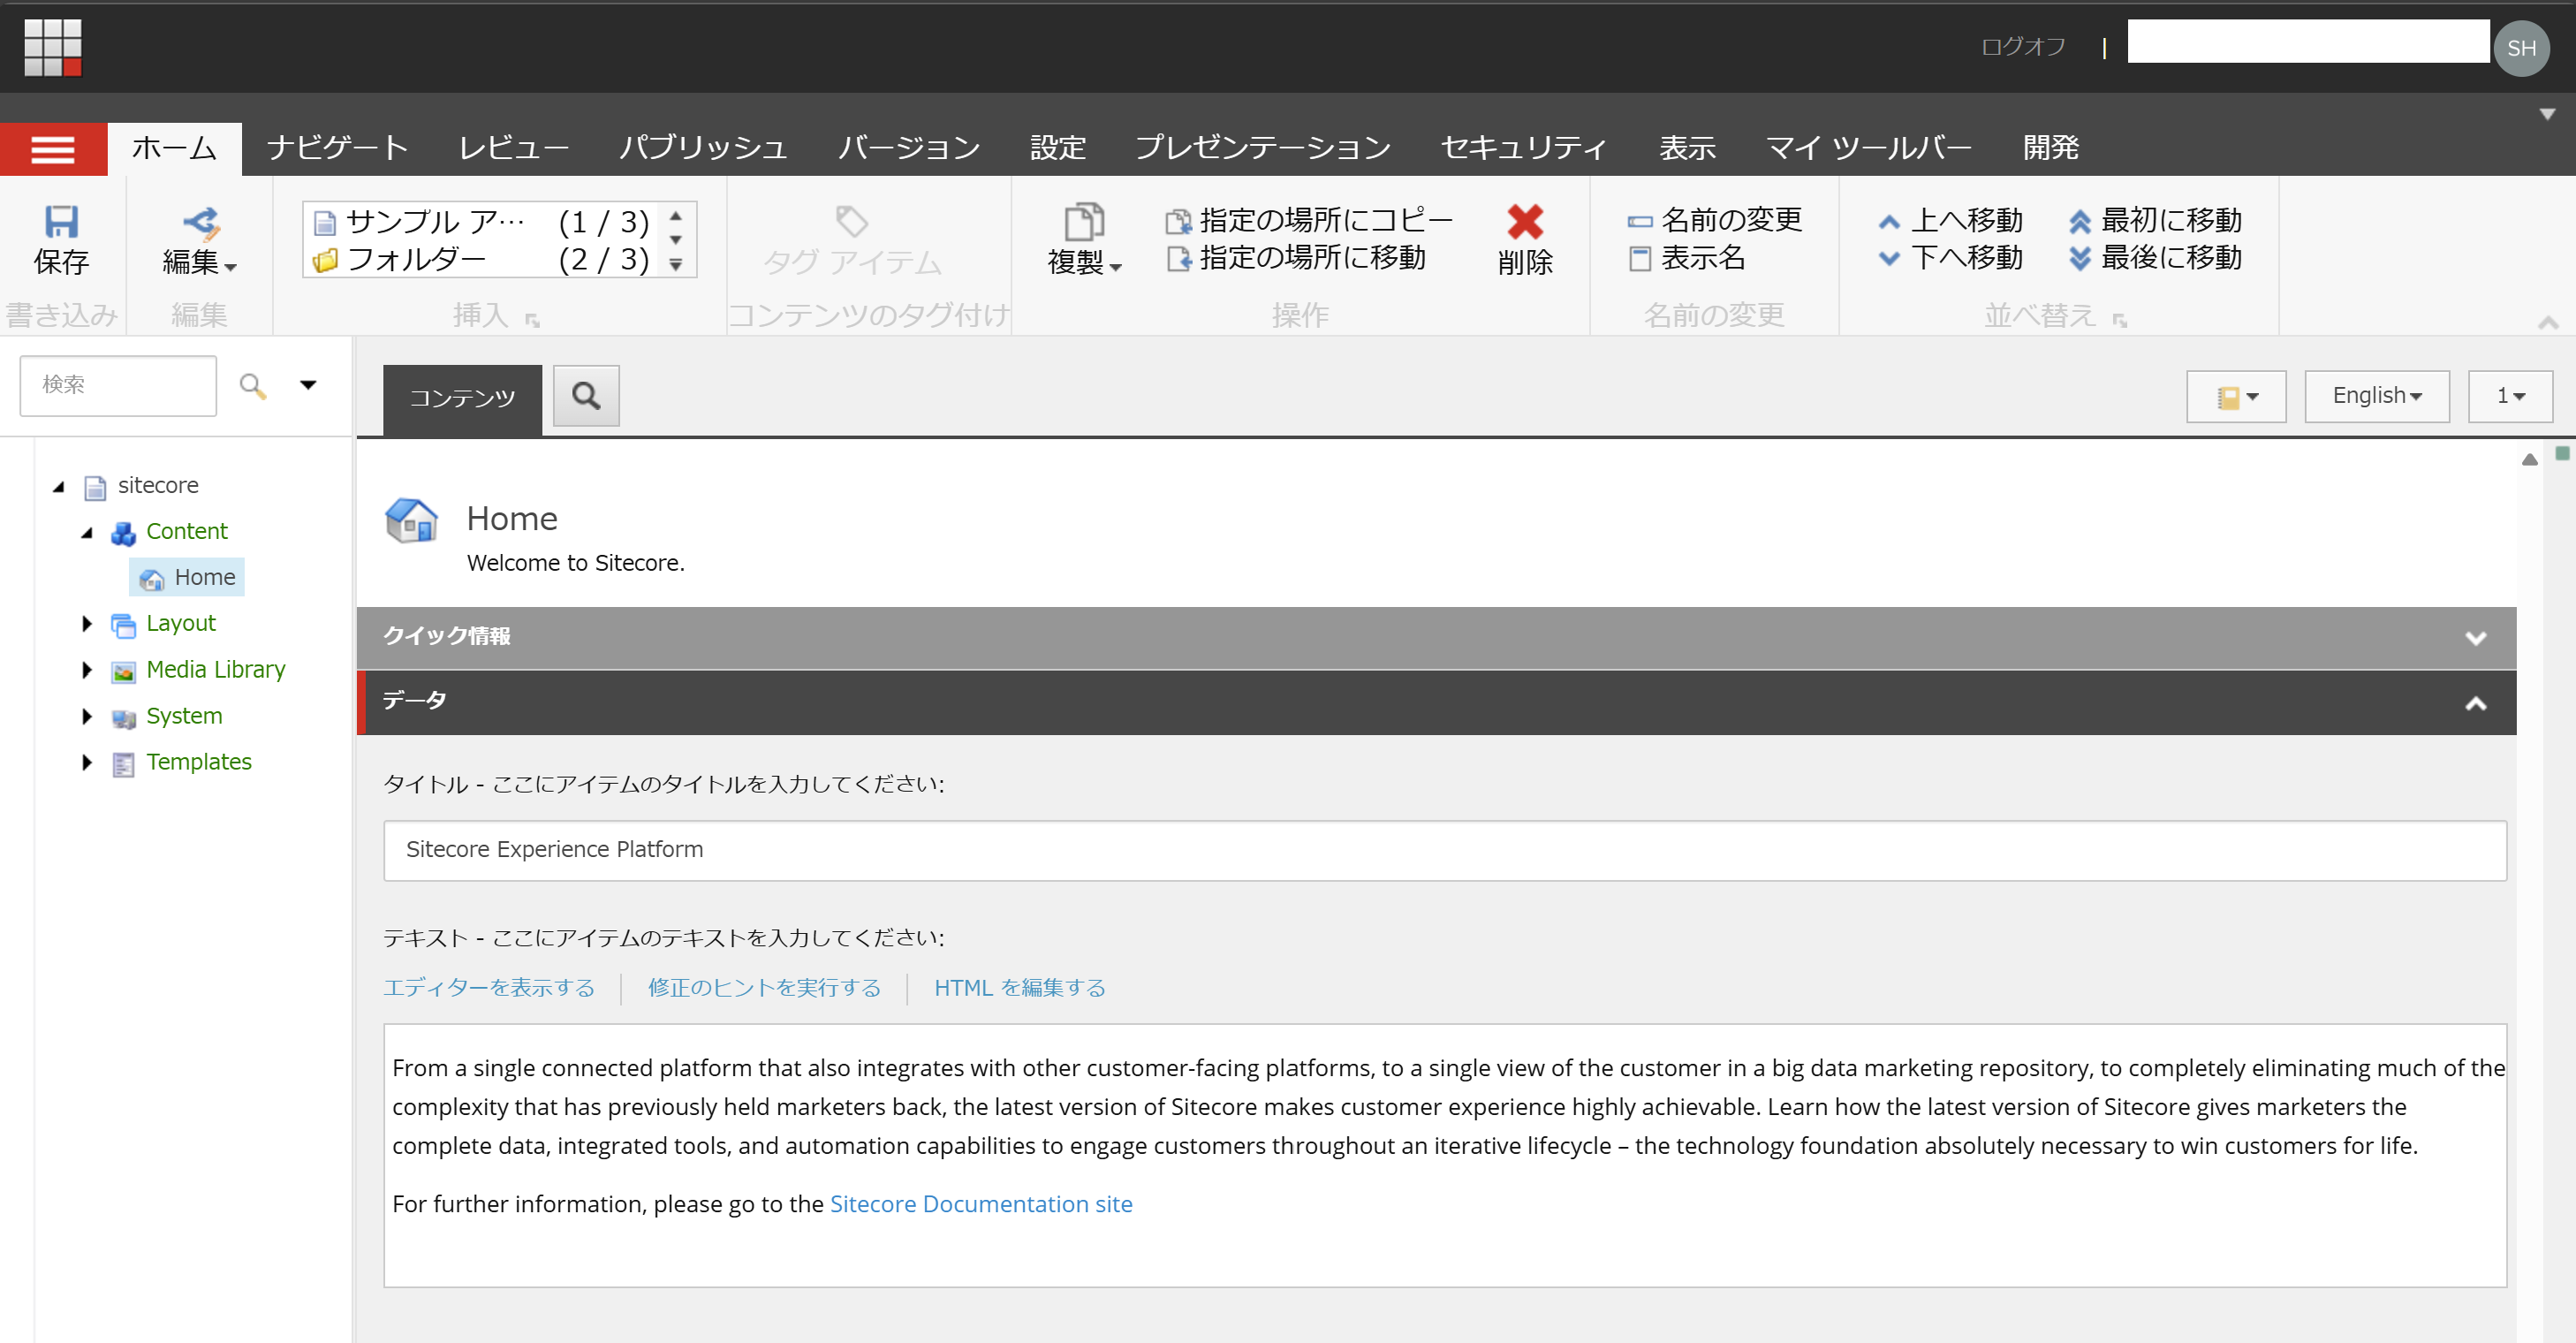 ログオフ | SH
ホーム ナビゲート レビュー パブリッシュ バージョン 設定 プレゼンテーション セキュリティ 表示 マイ ツールバー 開発
保存
書き込み
編集
編集
サンプル ア… (1 / 3)
フォルダー (2 / 3)
挿入
タグ アイテム
コンテンツのタグ付け
複製
指定の場所にコピー
指定の場所に移動
削除
操作
名前の変更
表示名
名前の変更
上へ移動 最初に移動
下へ移動 最後に移動
並べ替え
検索
sitecore
Content
Home
Layout
Media Library
System
Templates
コンテンツ
English 1
Home
Welcome to Sitecore.
クイック情報
データ
タイトル - ここにアイテムのタイトルを入力してください:
Sitecore Experience Platform
テキスト - ここにアイテムのテキストを入力してください:
エディターを表示する 修正のヒントを実行する HTML を編集する
From a single connected platform that also integrates with other customer-facing platforms, to a single view of the customer in a big data marketing repository, to completely eliminating much of the
complexity that has previously held marketers back, the latest version of Sitecore makes customer experience highly achievable. Learn how the latest version of Sitecore gives marketers the
complete data, integrated tools, and automation capabilities to engage customers throughout an iterative lifecycle – the technology foundation absolutely necessary to win customers for life.
For further information, please go to the Sitecore Documentation site